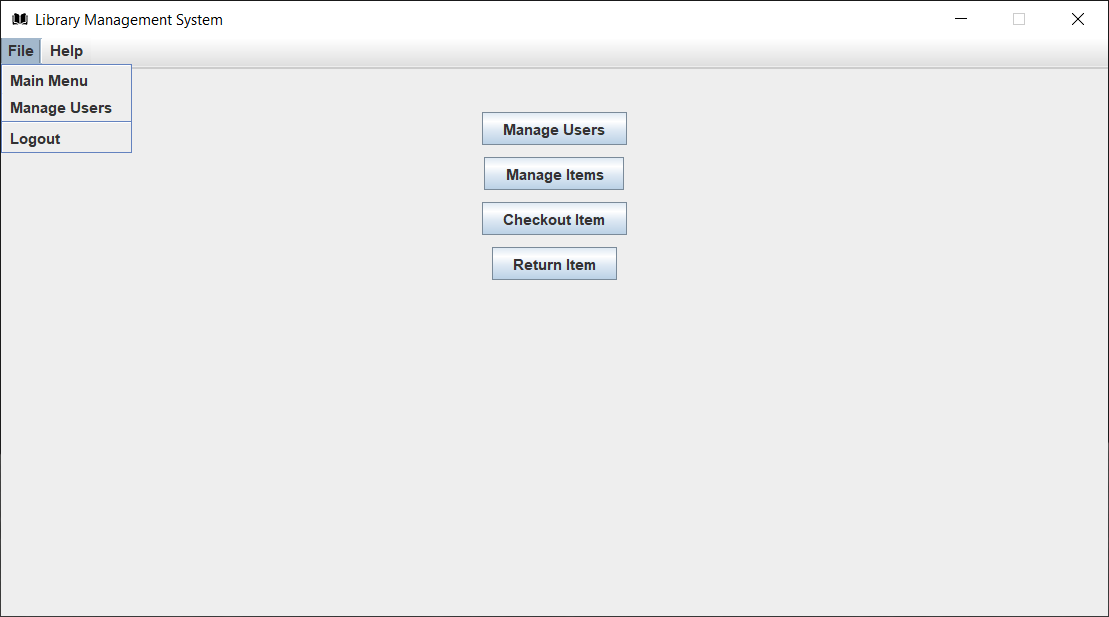 Library Management System
File Help
Main Menu
Manage Users
Logout
Manage Users
Manage Items
Checkout Item
Return Item